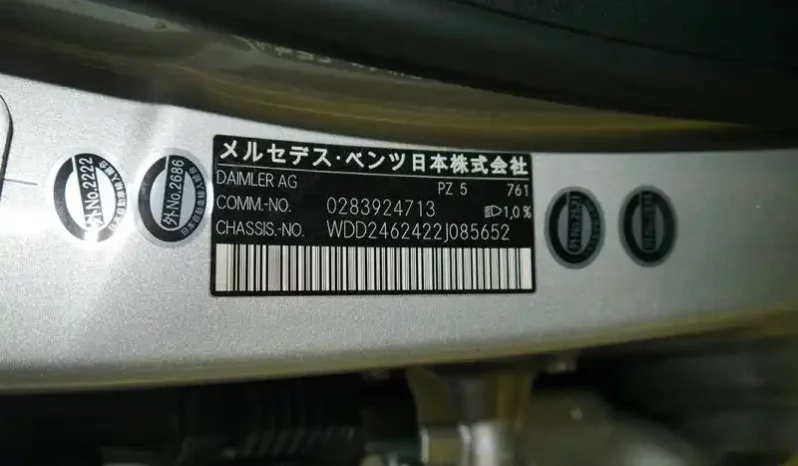 メルセデス・ベンツ日本株式会社
DAIMLER AG PZ 5 761
COMM.-NO. 0283924713 1,0%
CHASSIS.-NO. WDD2462422J085652
外No.2222
外No.2686